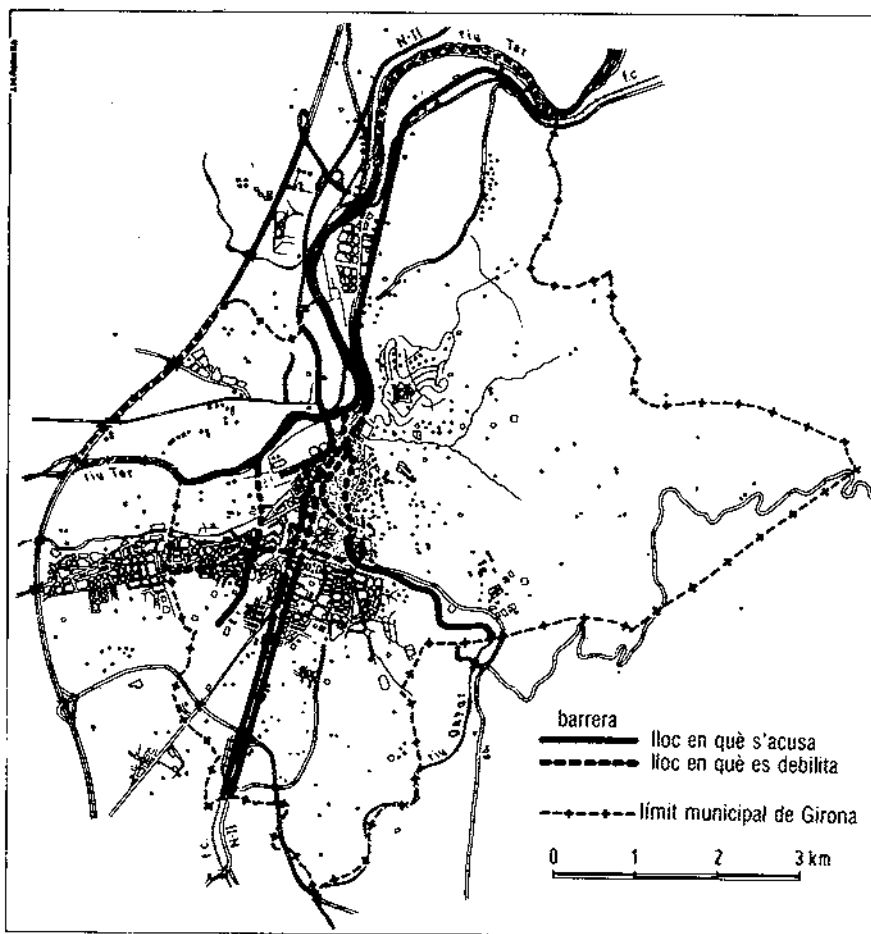 N-II
riu Ter
f.c
riu Ter
riu Onyar
barrera
lloc en què s'acusa
lloc en què es debilita
límit municipal de Girona
0 1 2 3 km
f.c
N-II